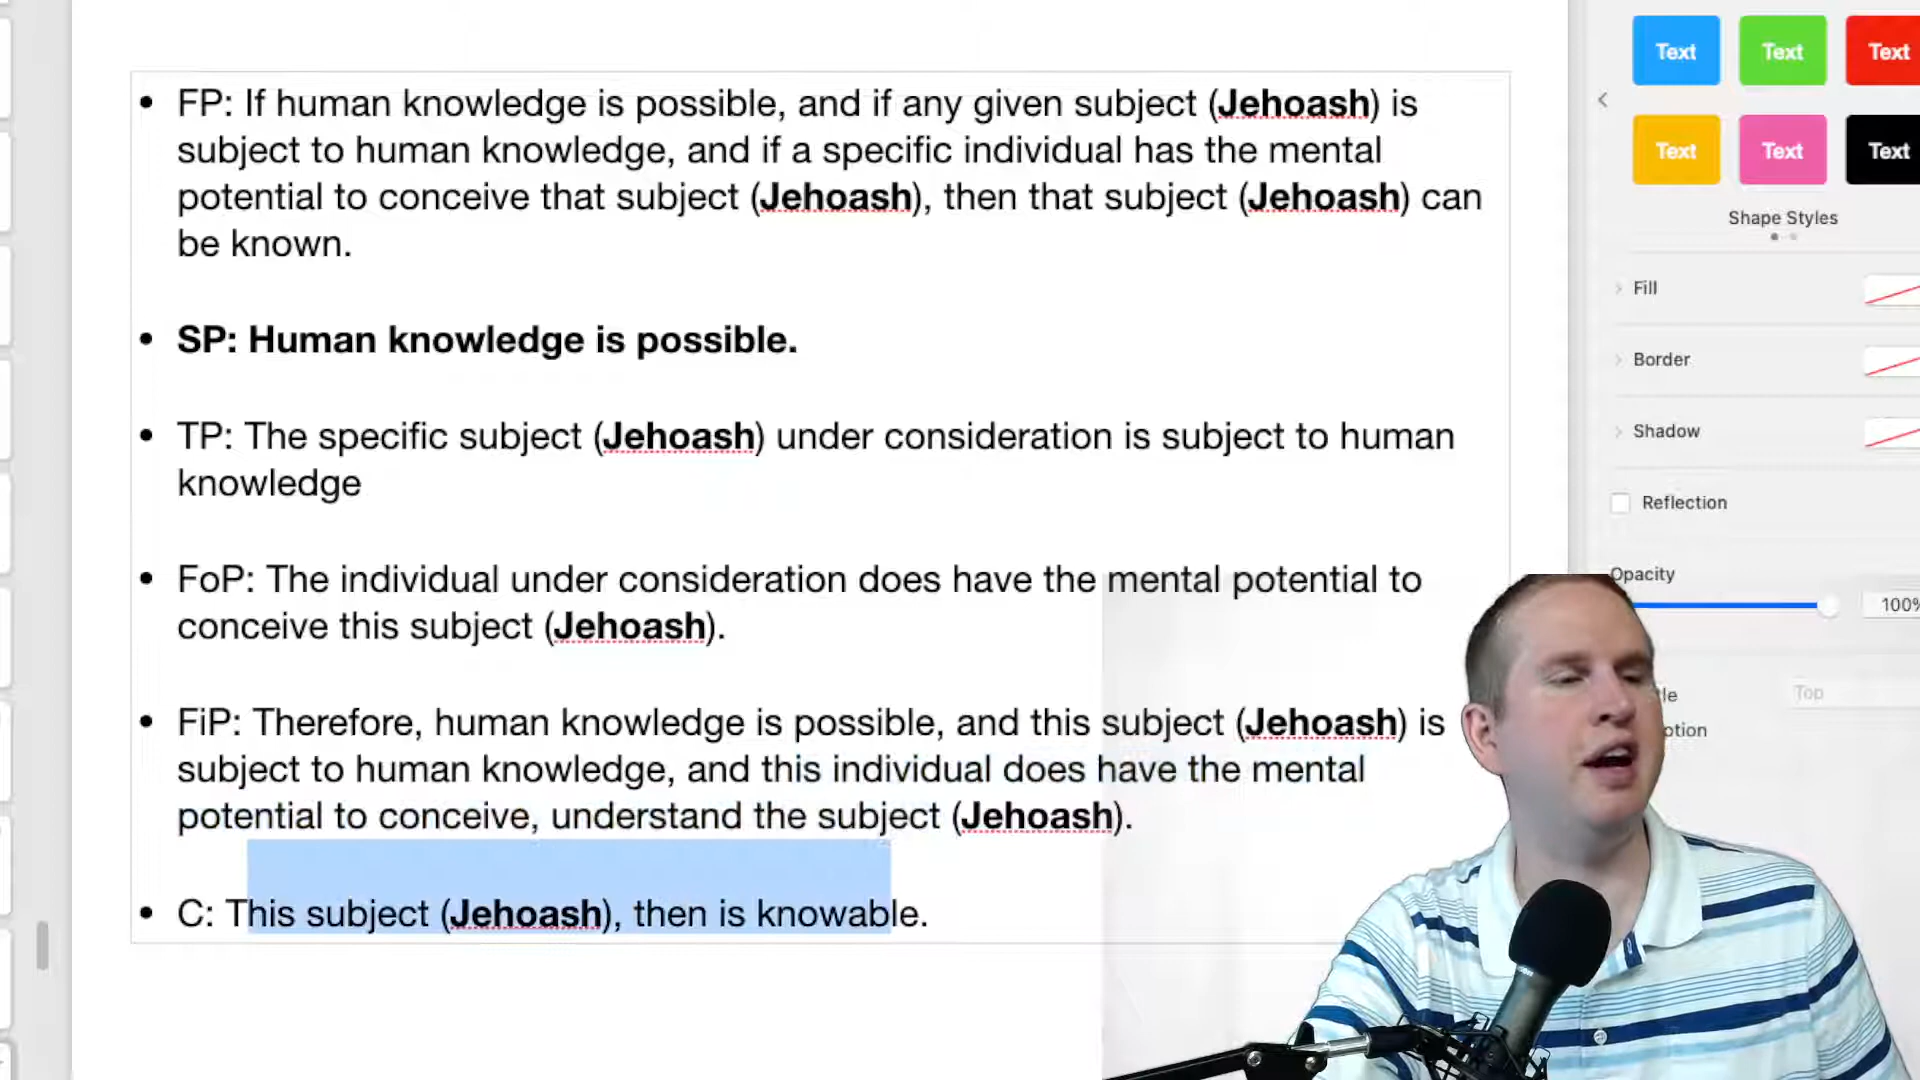 • FP: If human knowledge is possible, and if any given subject (Jehoash) is
subject to human knowledge, and if a specific individual has the mental
potential to conceive that subject (Jehoash), then that subject (Jehoash) can
be known.
• SP: Human knowledge is possible.
• TP: The specific subject (Jehoash) under consideration is subject to human
knowledge
• FoP: The individual under consideration does have the mental potential to
conceive this subject (Jehoash).
• FiP: Therefore, human knowledge is possible, and this subject (Jehoash) is
subject to human knowledge, and this individual does have the mental
potential to conceive, understand the subject (Jehoash).
• C: This subject (Jehoash), then is knowable.
Text Text Text
Text Text Text
Shape Styles
Fill
Border
Shadow
Reflection
Opacity
100%
Top